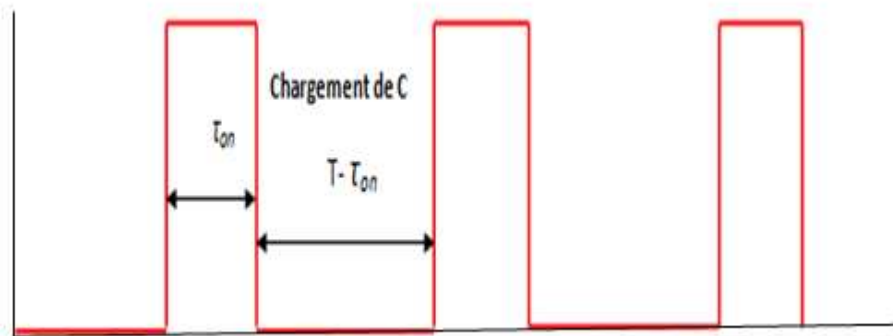 Chargement de C
τon
T- τon